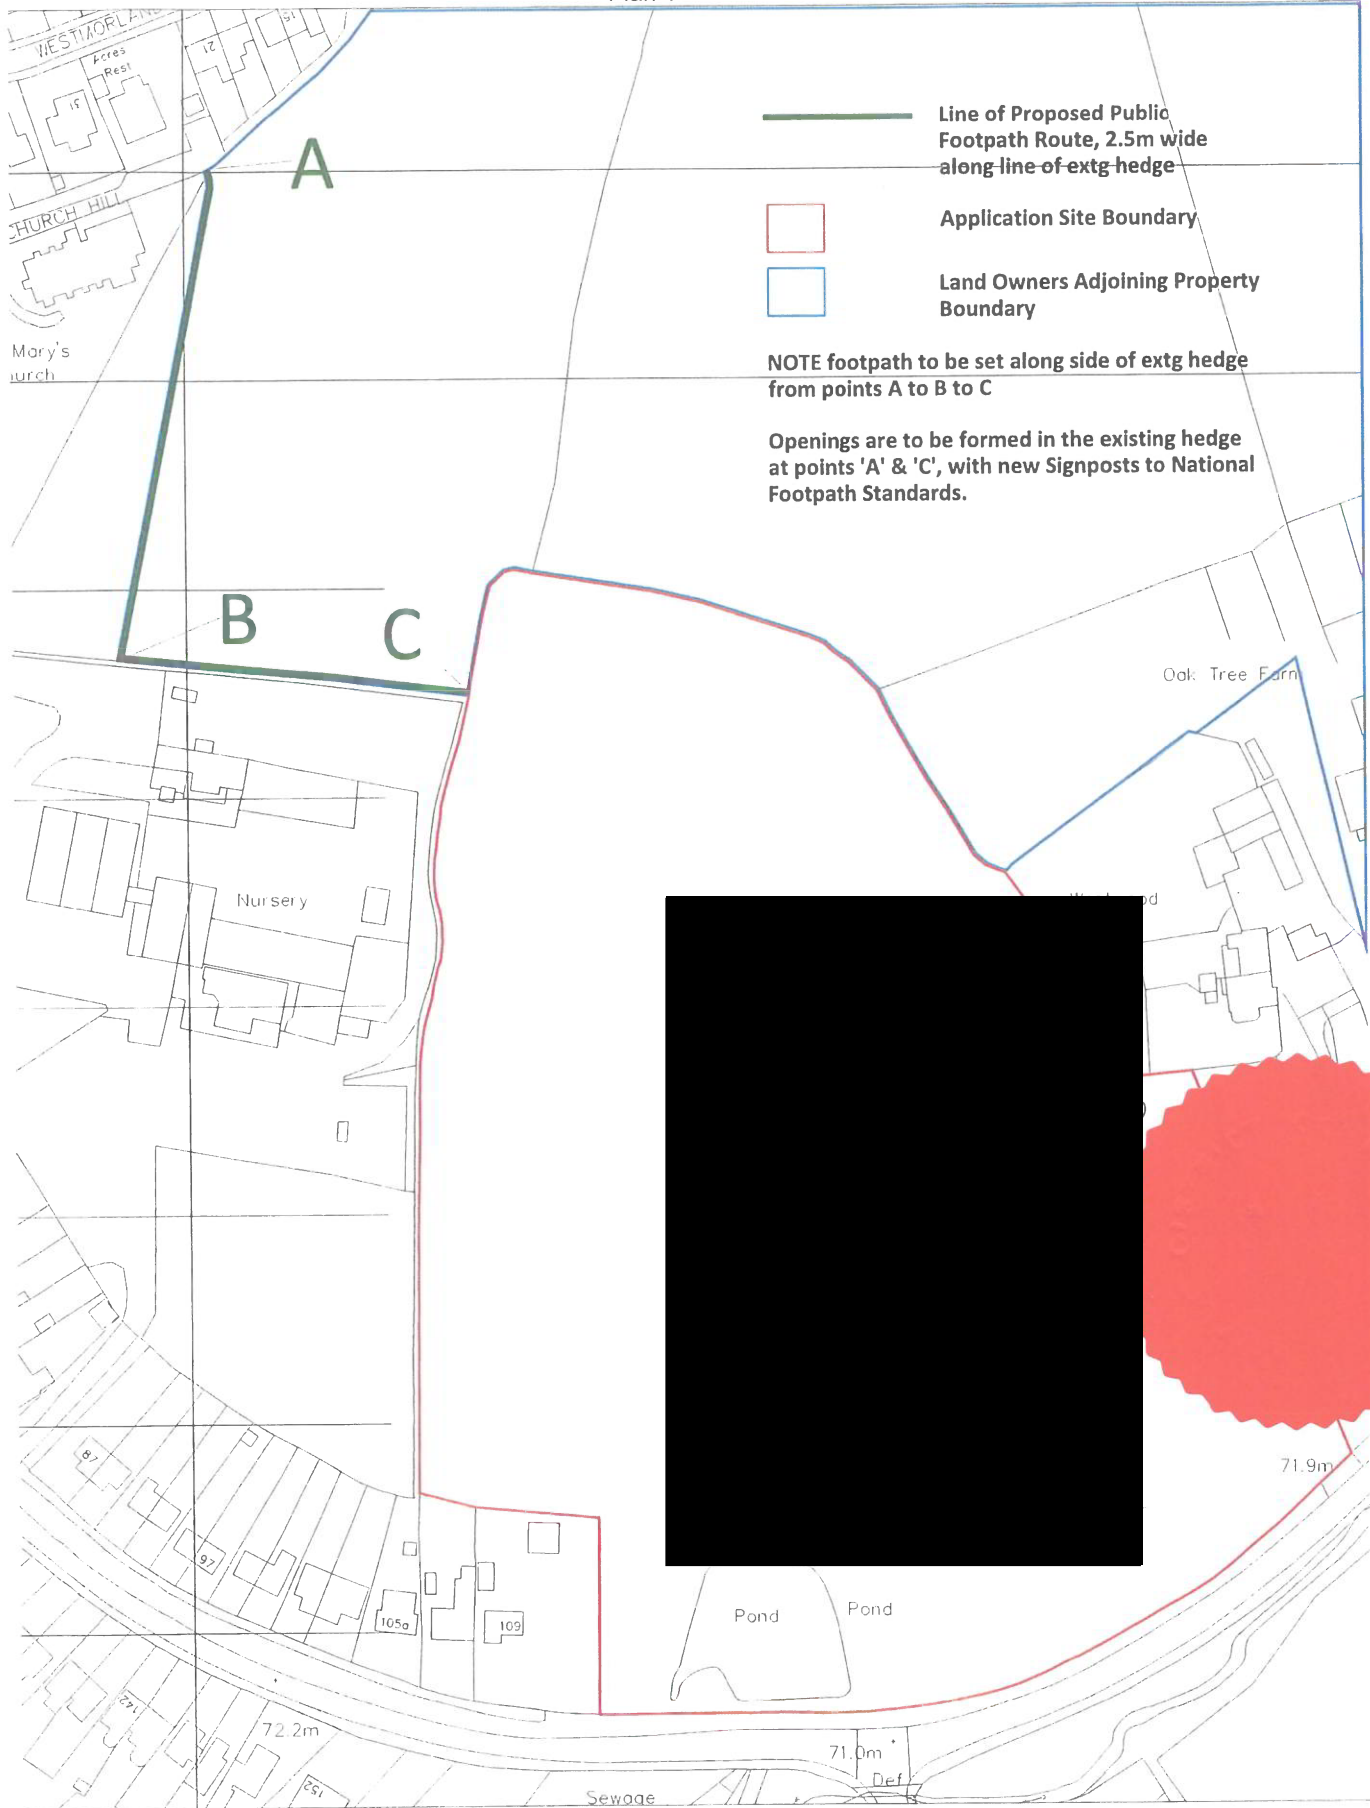 WESTMORLAND
Acres
Rest
15
21
31
A
Line of Proposed Public
Footpath Route, 2.5m wide
along line of extg hedge
CHURCH HILL
Application Site Boundary
Land Owners Adjoining Property
Boundary
Mary's
urch
NOTE footpath to be set along side of extg hedge
from points A to B to C
Openings are to be formed in the existing hedge
at points 'A' & 'C', with new Signposts to National
Footpath Standards.
B
C
Oak Tree Farm
Nursery
87
97
105a
109
71.9m
Pond
Pond
142
72.2m
152
71.0m
Def
Sewage